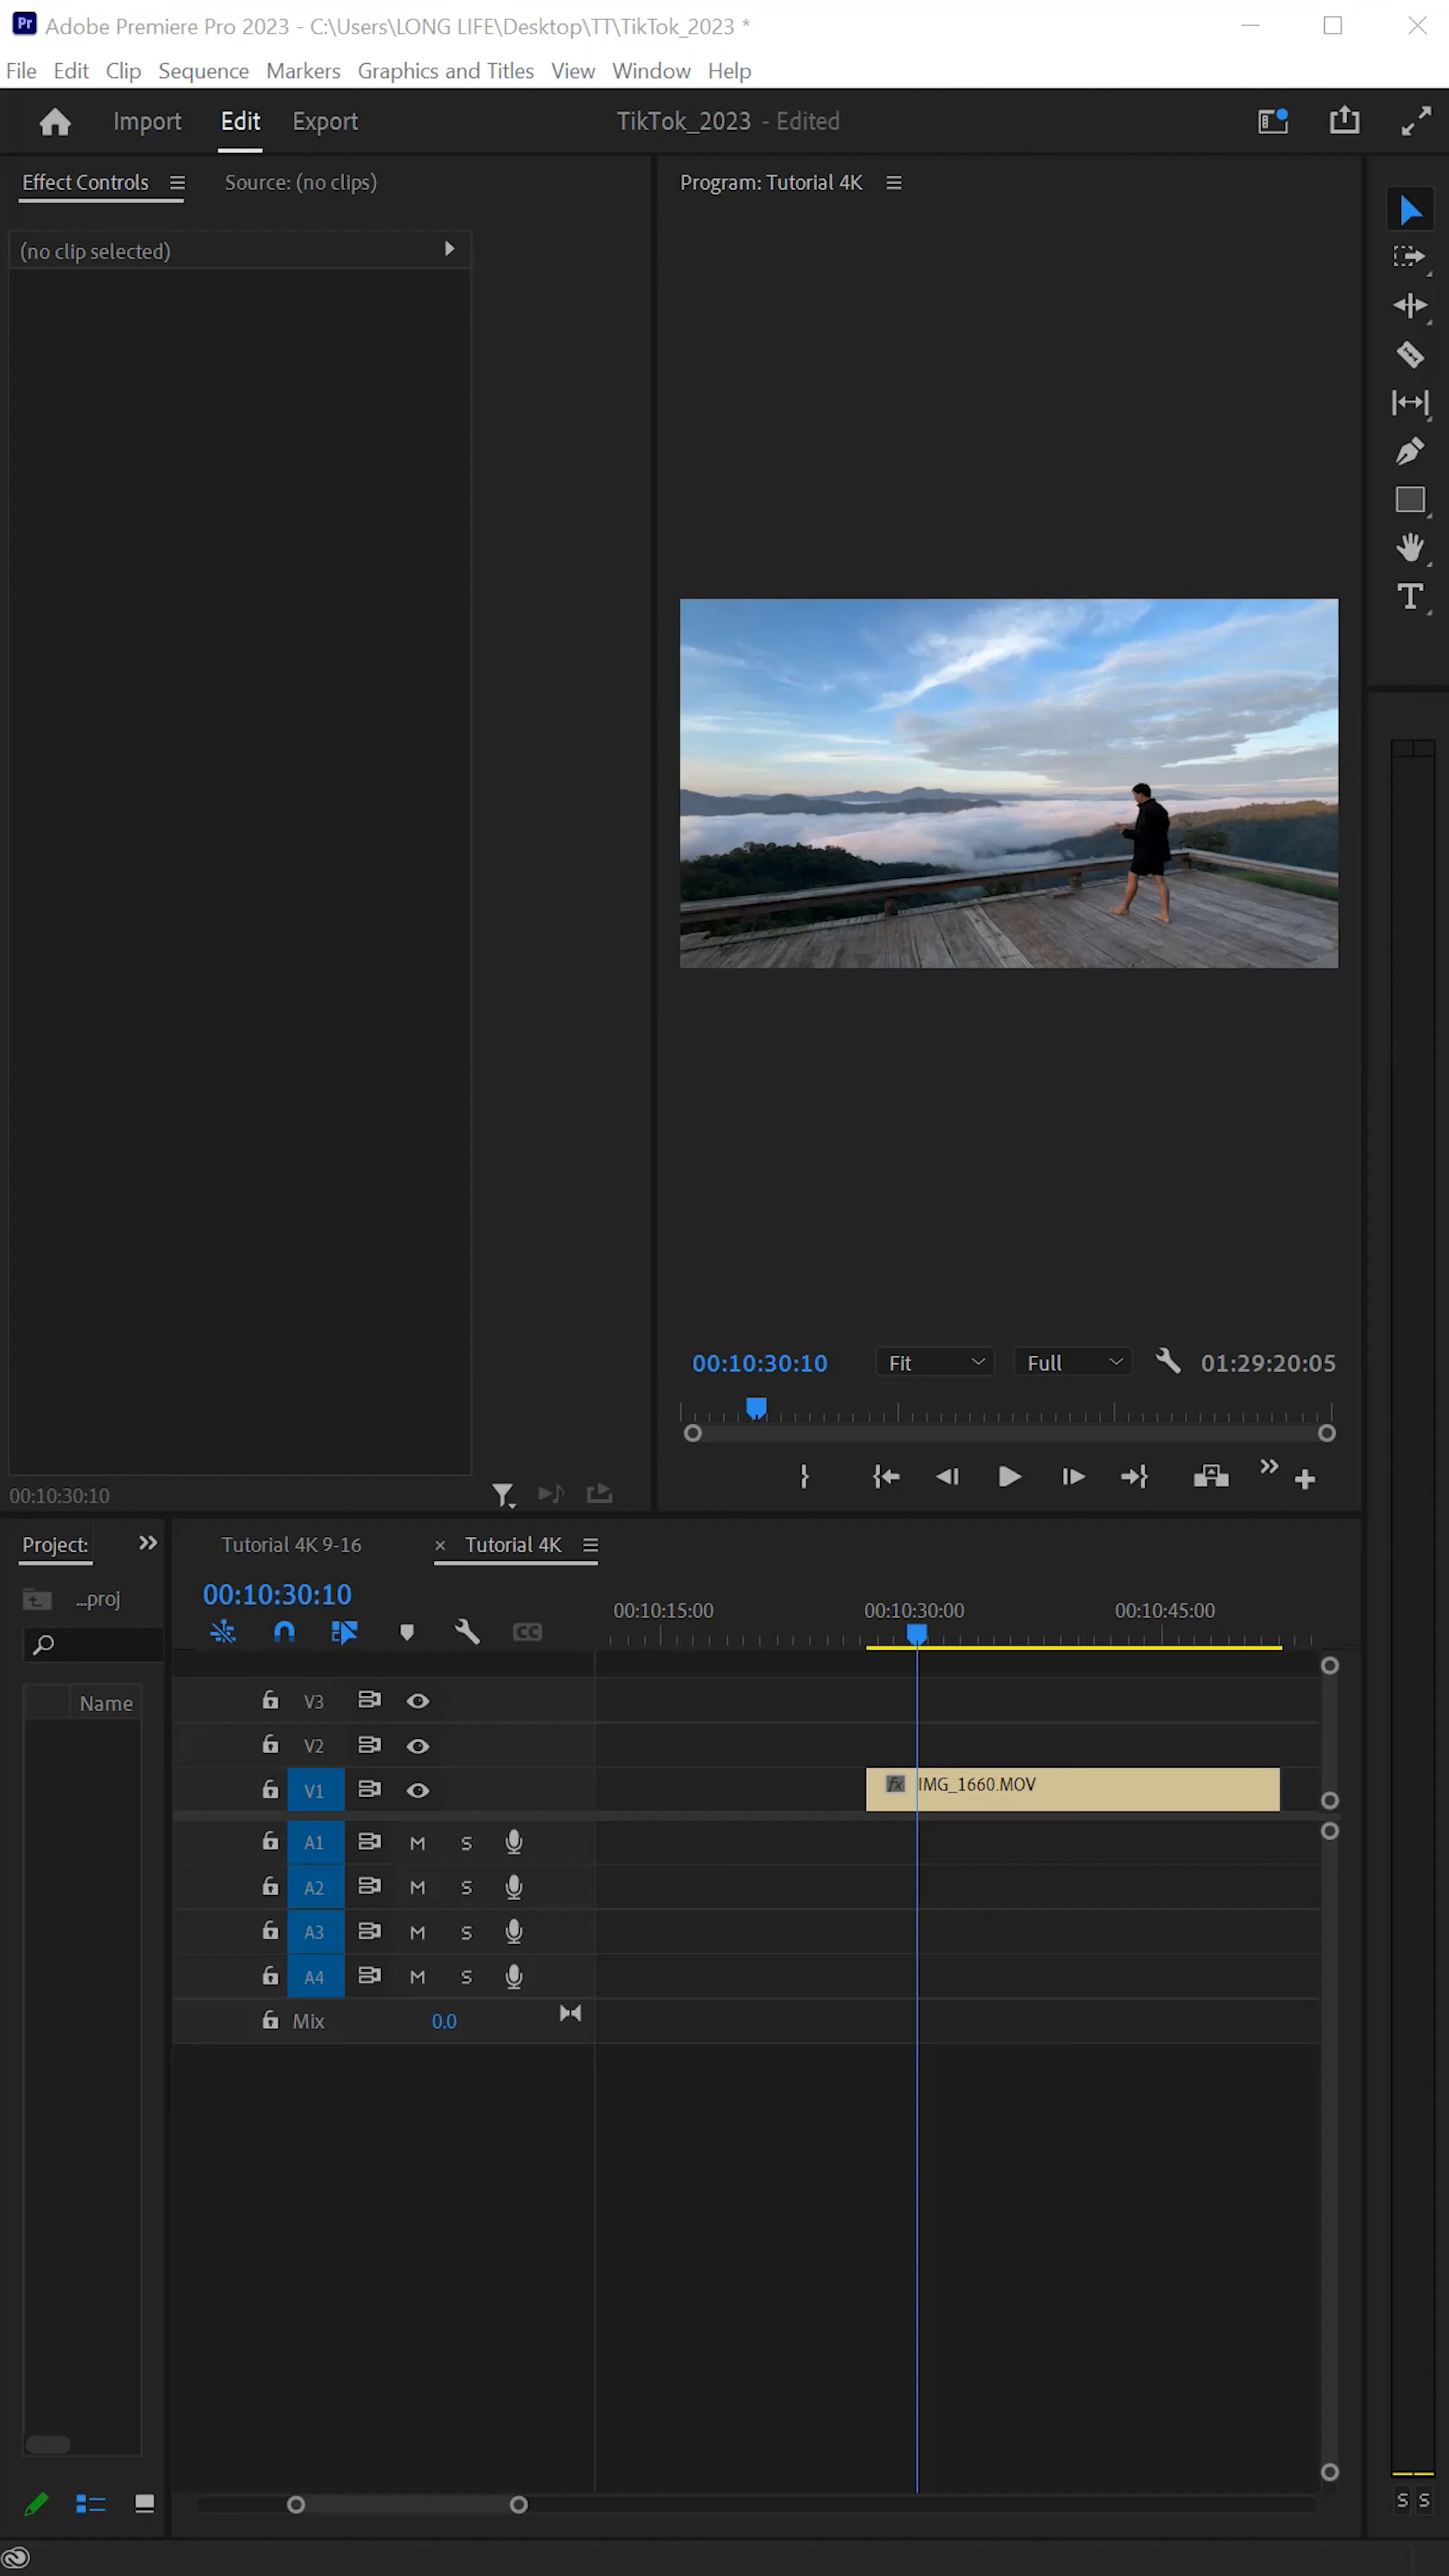 Pr Adobe Premiere Pro 2023 - C:\Users\LONG LIFE\Desktop\TT\TikTok_2023 *
File Edit Clip Sequence Markers Graphics and Titles View Window Help
Import Edit Export TikTok_2023 - Edited
Effect Controls Source: (no clips) Program: Tutorial 4K
(no clip selected)
T
00:10:30:10 Fit Full 01:29:20:05
00:10:30:10
Project: Tutorial 4K 9-16 × Tutorial 4K
00:10:30:10
...proj
00:10:15:00 00:10:30:00 00:10:45:00
CC
Name
V3
V2
V1 fx IMG_1660.MOV
A1 M S
A2 M S
A3 M S
A4 M S
Mix 0.0
S S